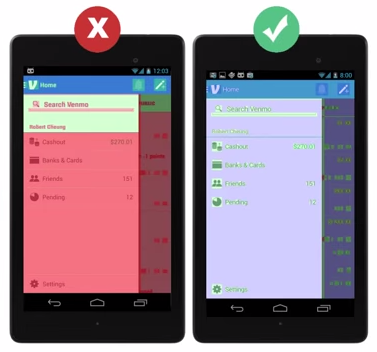 12:03
Home
Search Venmo
Robert Cheung
Cashout $270.01
Banks & Cards
Friends 151
Pending 12
Settings
8:00
Home
Search Venmo
Robert Cheung
Cashout $270.01
Banks & Cards
Friends 151
Pending 12
Settings